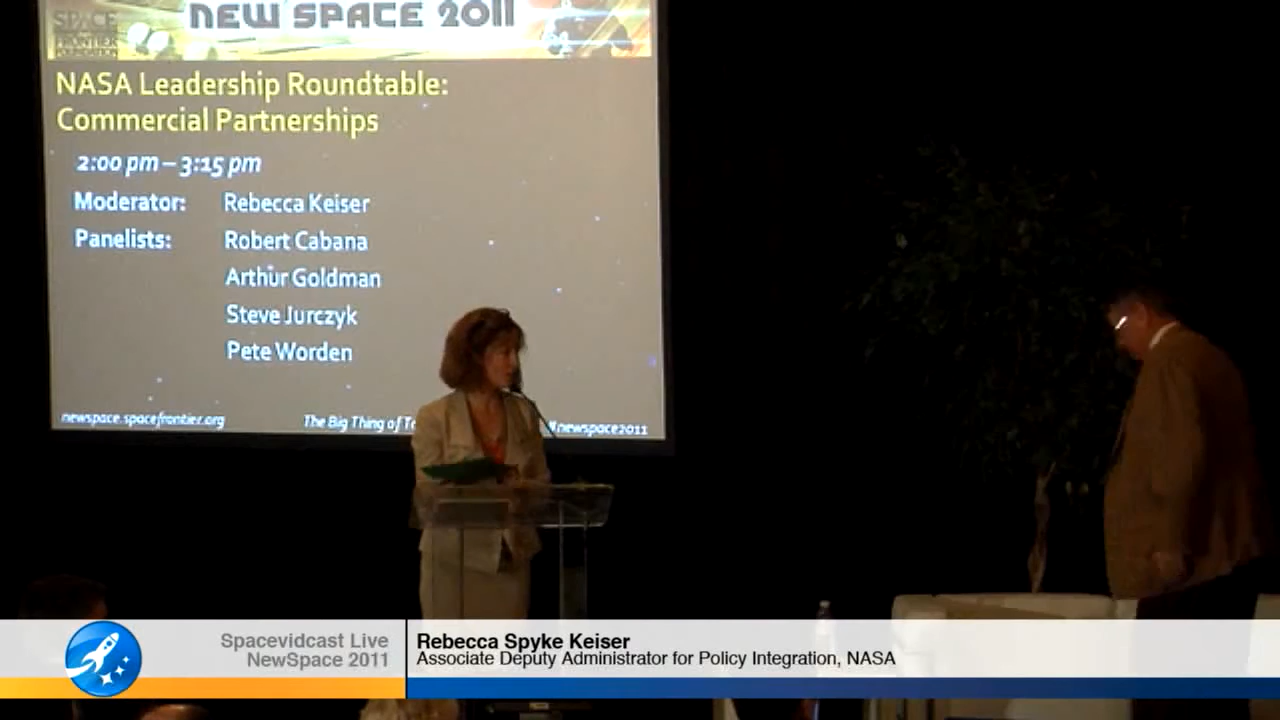 SPACE
FRONTIER
FOUNDATION
NEW SPACE 2011
NASA Leadership Roundtable:
Commercial Partnerships
2:00 pm – 3:15 pm
Moderator: Rebecca Keiser
Panelists: Robert Cabana
Arthur Goldman
Steve Jurczyk
Pete Worden
newspace.spacefrontier.org The Big Thing of #newspace2011
Spacevidcast Live
NewSpace 2011
Rebecca Spyke Keiser
Associate Deputy Administrator for Policy Integration, NASA